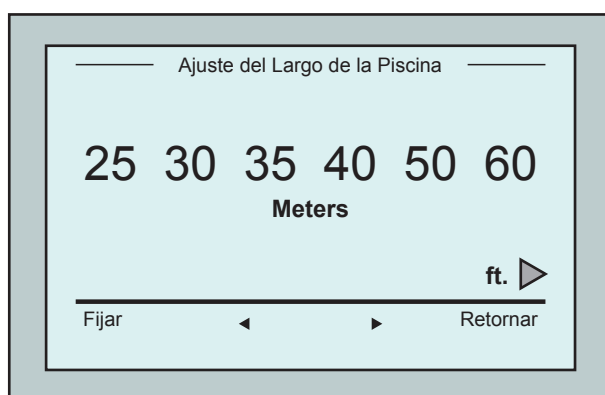 Ajuste del Largo de la Piscina
25 30 35 40 50 60
Meters
ft.
Fijar Retornar